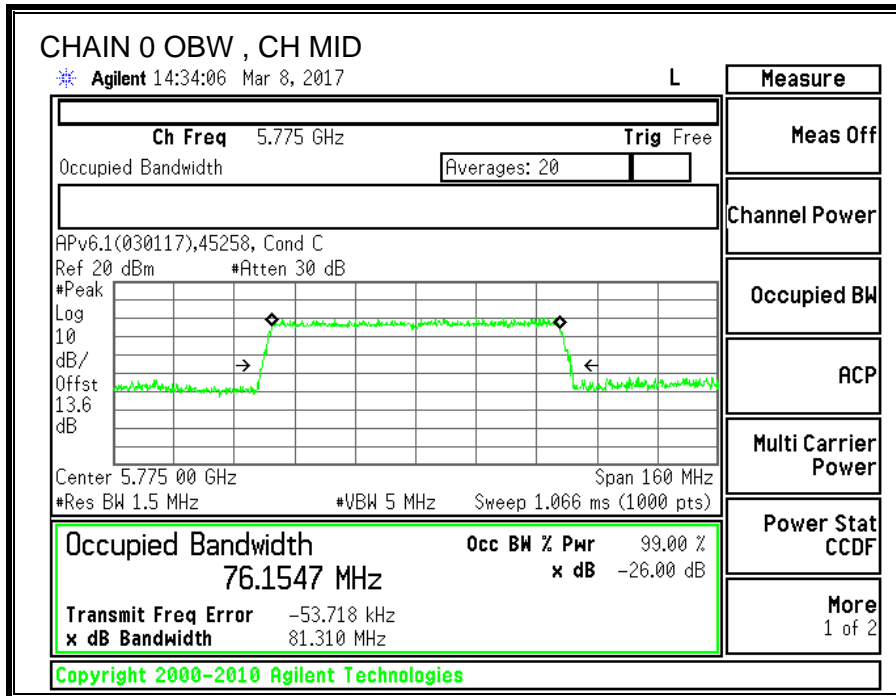 CHAIN 0 OBW , CH MID
Agilent 14:34:06 Mar 8, 2017 L
Measure
Ch Freq 5.775 GHz Trig Free
Meas Off
Occupied Bandwidth Averages: 20
Channel Power
APv6.1(030117),45258, Cond C
Ref 20 dBm #Atten 30 dB
#Peak
Log
10
dB/
Offst
13.6
dB
Occupied BW
ACP
Multi Carrier
Power
Center 5.775 00 GHz Span 160 MHz
#Res BW 1.5 MHz #VBW 5 MHz Sweep 1.066 ms (1000 pts)
Power Stat
CCDF
Occupied Bandwidth Occ BW % Pwr 99.00 %
76.1547 MHz x dB -26.00 dB
Transmit Freq Error -53.718 kHz
x dB Bandwidth 81.310 MHz
More
1 of 2
Copyright 2000-2010 Agilent Technologies